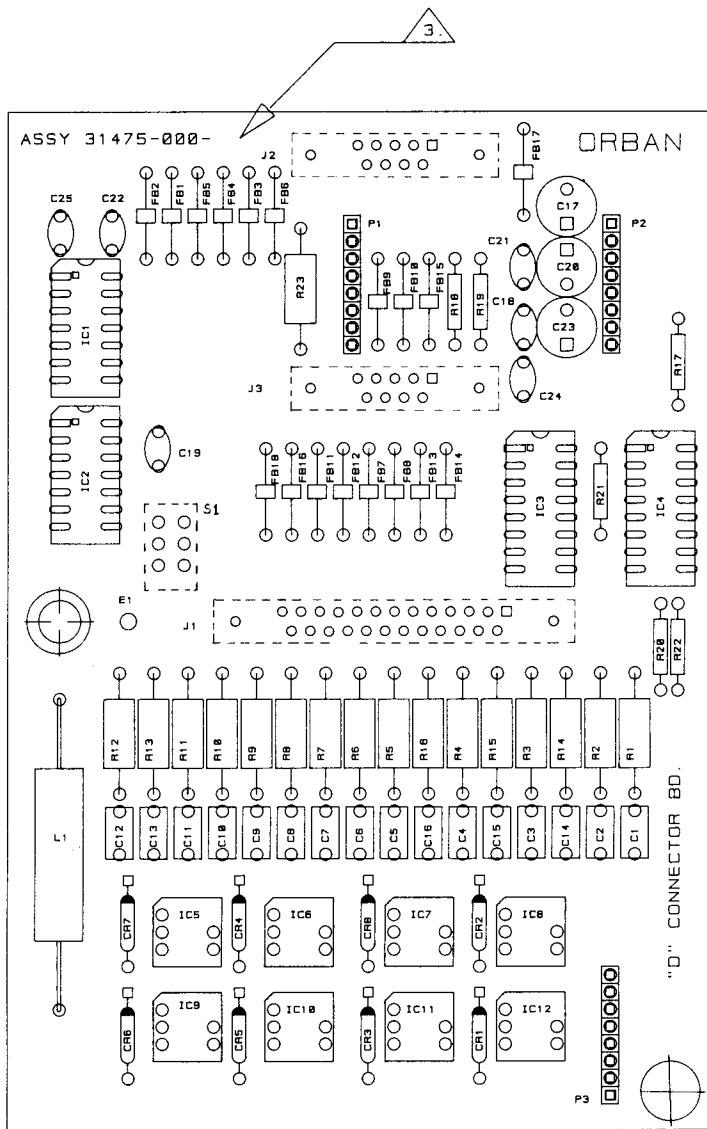 3.
ASSY 31475-000-
ORBAN
J2
FB17
C25
C22
FB2
FB1
FB5
FB4
FB3
FB6
C17
P1
P2
R23
FB9
FB10
FB15
R18
R19
C21
C20
C18
C23
IC1
R17
J3
C24
IC2
C19
FB18
FB16
FB11
FB12
FB7
FB8
FB13
FB14
IC3
R21
IC4
S1
E1
J1
R20
R22
R12
R13
R11
R10
R9
R8
R7
R6
R5
R16
R4
R15
R3
R14
R2
R1
L1
C12
C13
C11
C10
C9
C8
C7
C6
C5
C16
C4
C15
C3
C14
C2
C1
"D" CONNECTOR BD.
CR7
IC5
CR4
IC6
CR8
IC7
CR2
IC8
CR6
IC9
CR5
IC10
CR3
IC11
CR1
IC12
P3